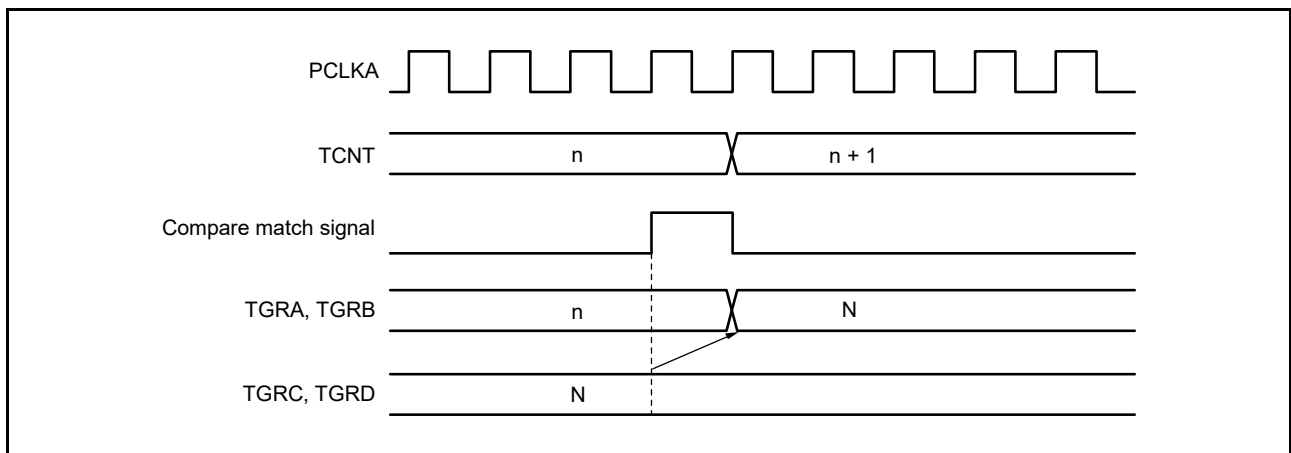 PCLKA
TCNT n n + 1
Compare match signal
TGRA, TGRB n N
TGRC, TGRD N